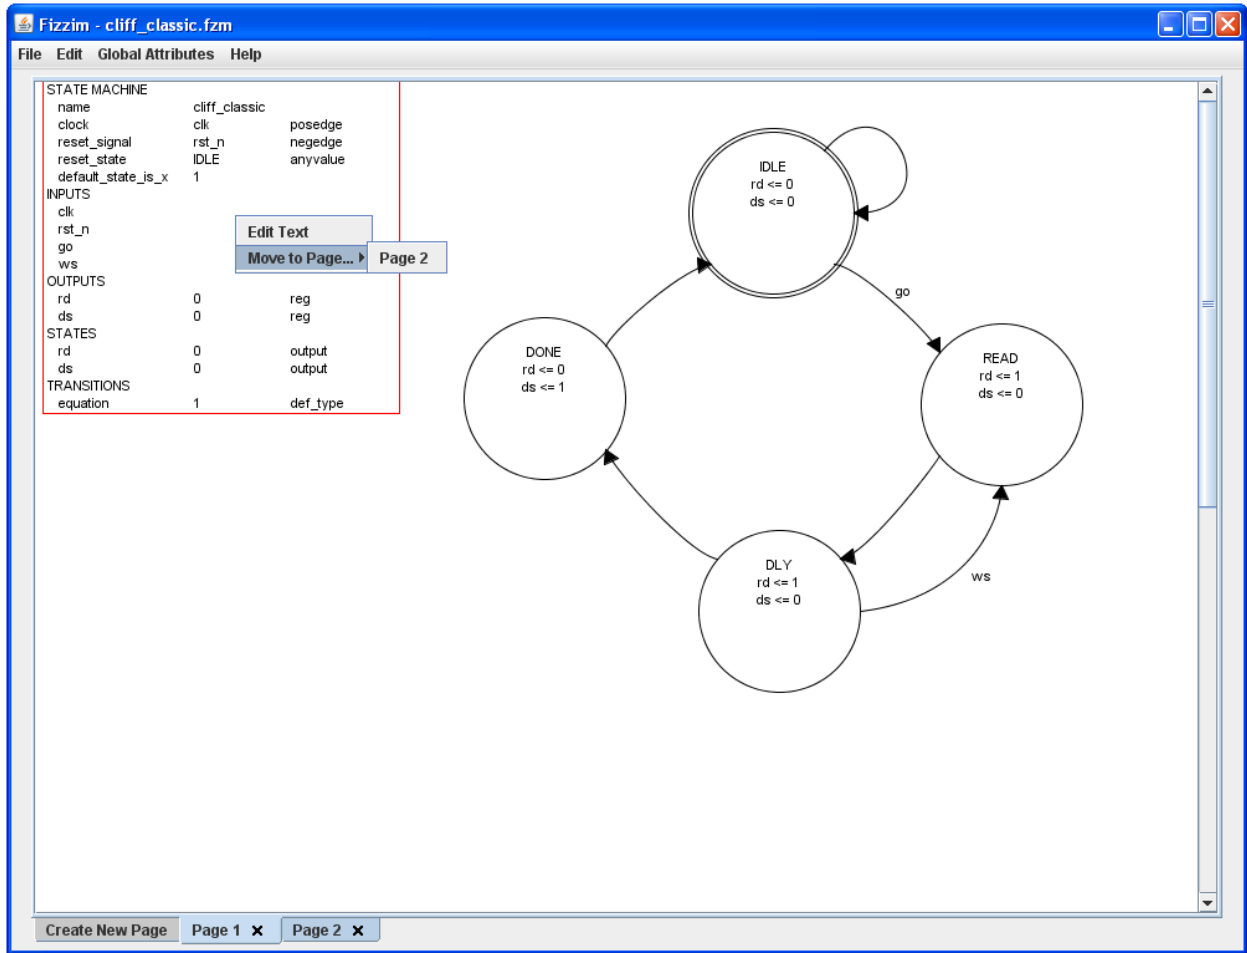 Fizzim - cliff_classic.fzm
File Edit Global Attributes Help
STATE MACHINE
name cliff_classic
clock clk posedge
reset_signal rst_n negedge
reset_state IDLE anyvalue
default_state_is_x 1
INPUTS
clk
rst_n
go
ws
OUTPUTS
rd 0 reg
ds 0 reg
STATES
rd 0 output
ds 0 output
TRANSITIONS
equation 1 def_type
Edit Text
Move to Page... Page 2
IDLE
rd <= 0
ds <= 0
go
DONE
rd <= 0
ds <= 1
READ
rd <= 1
ds <= 0
DLY
rd <= 1
ds <= 0
ws
Create New Page Page 1 Page 2